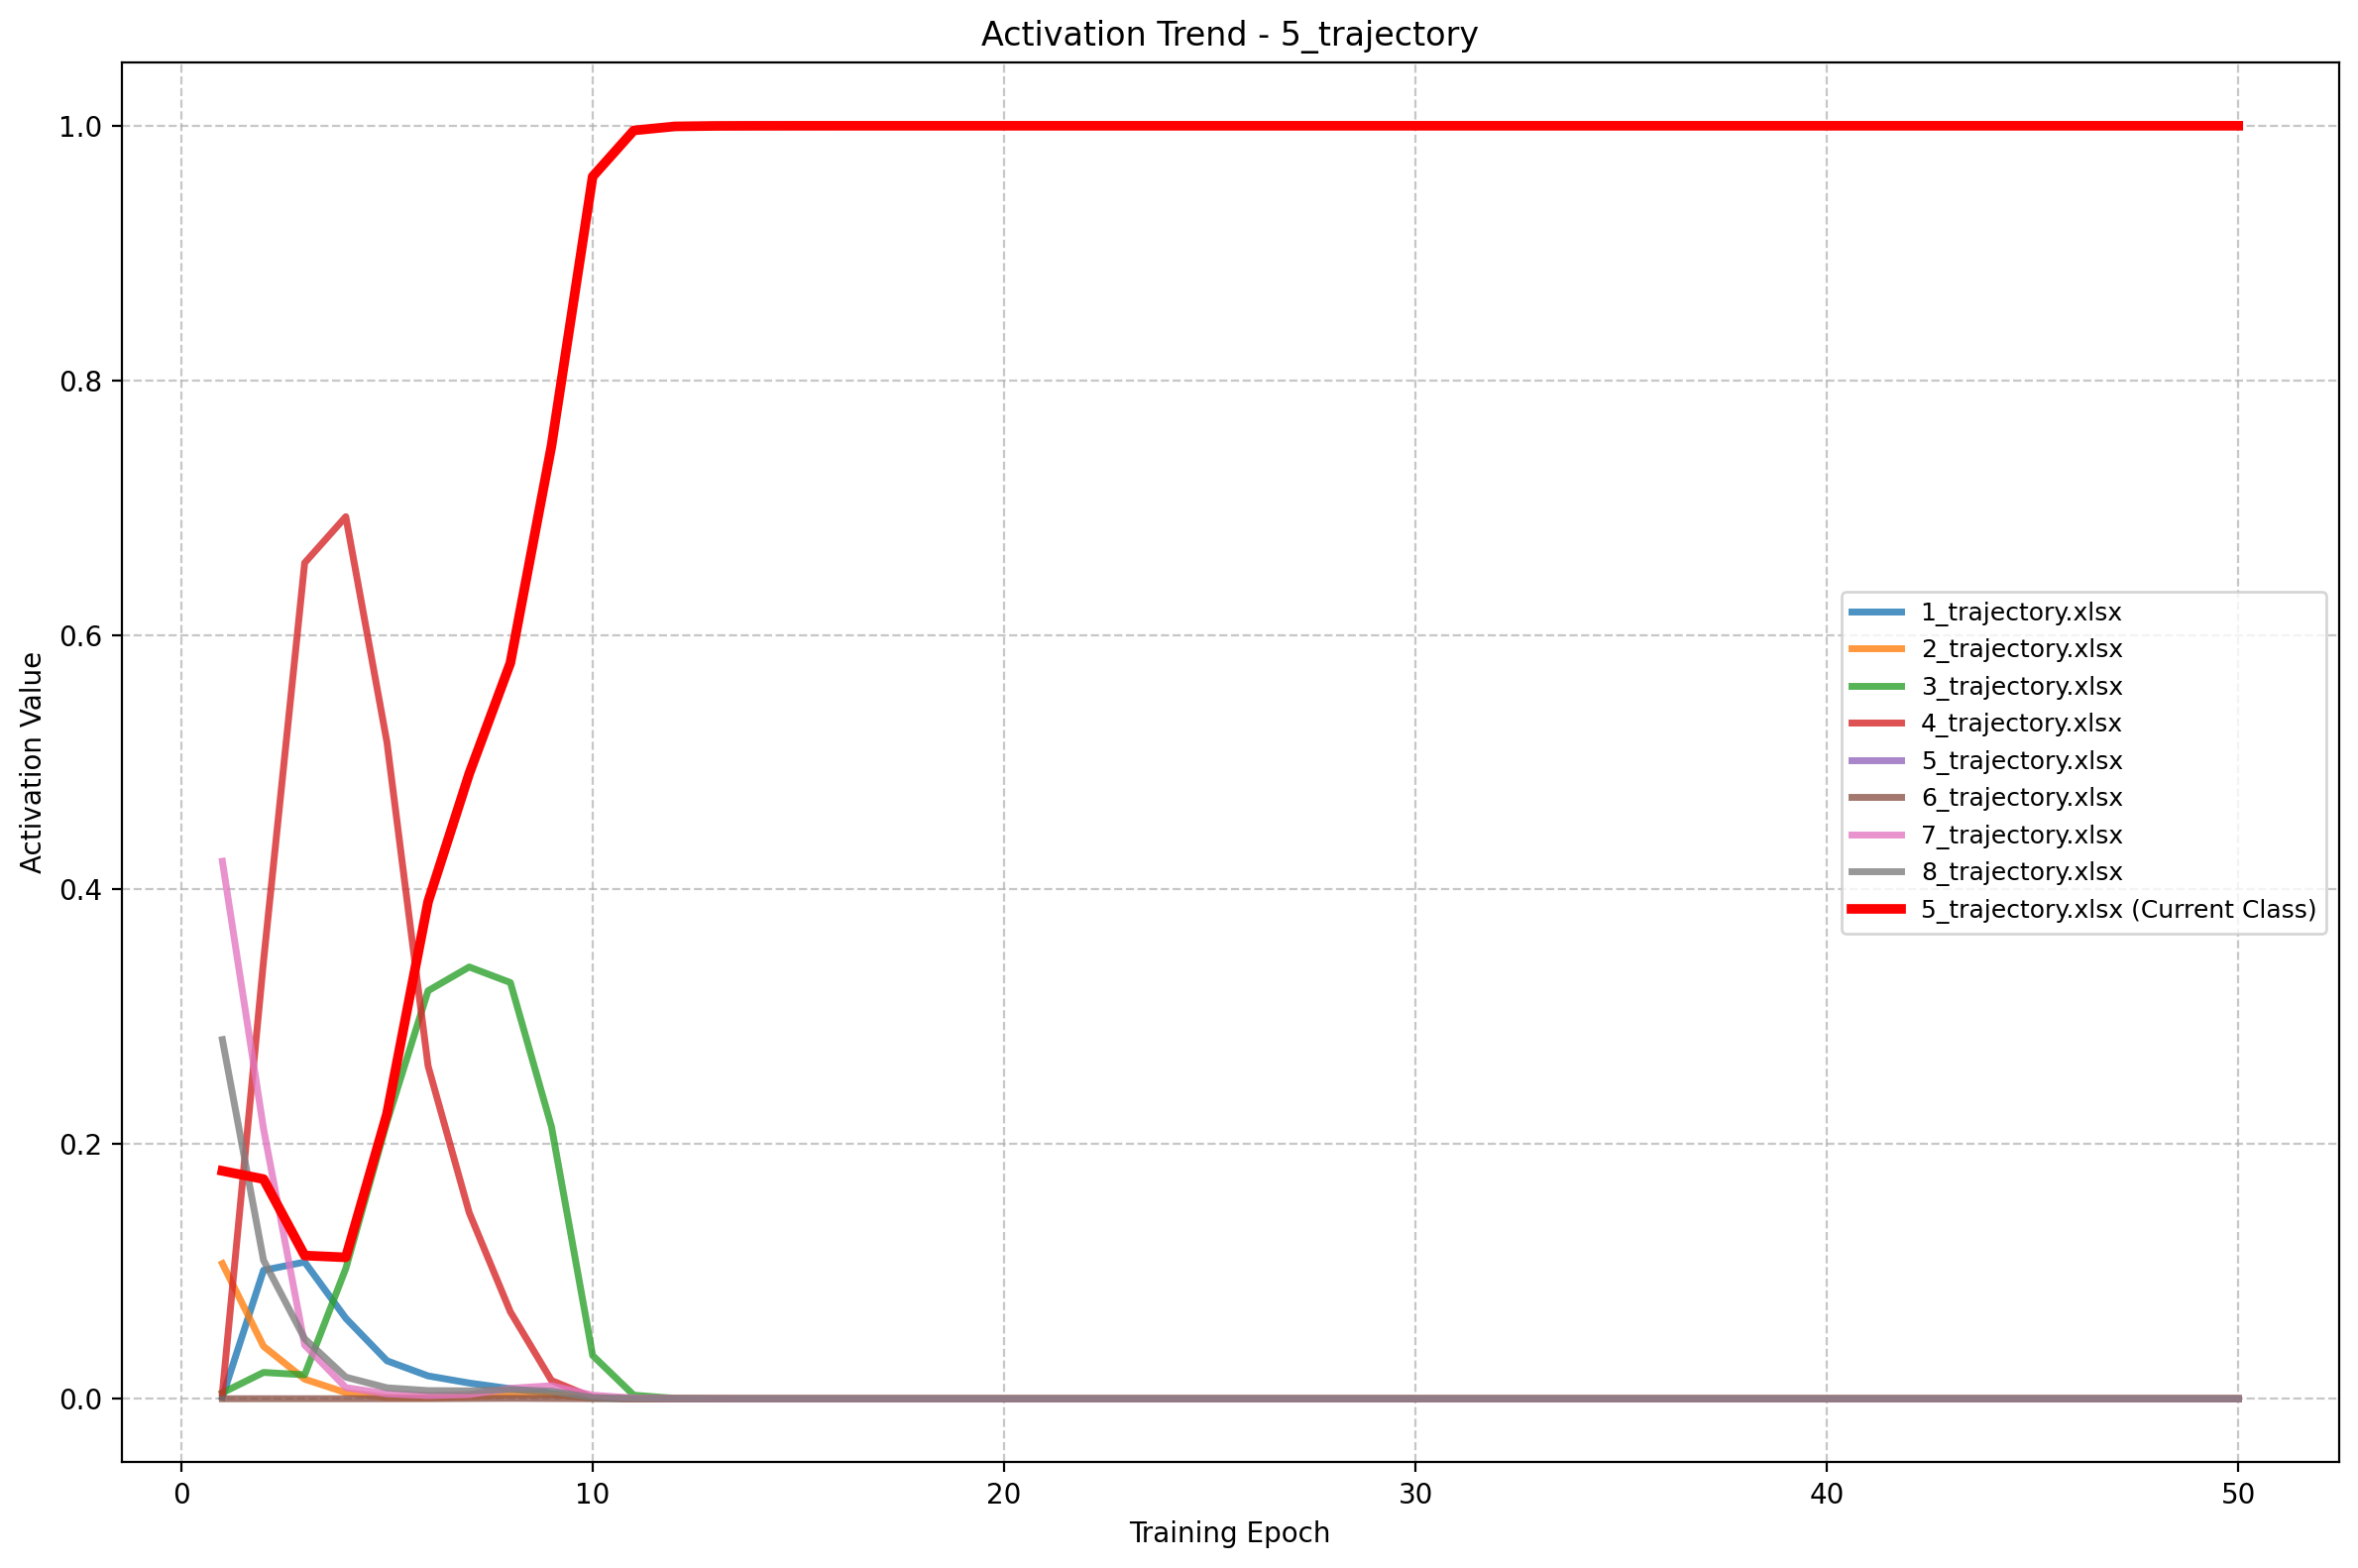 Activation Trend - 5_trajectory
1.0
0.8
0.6
0.4
0.2
0.0
Activation Value
1_trajectory.xlsx
2_trajectory.xlsx
3_trajectory.xlsx
4_trajectory.xlsx
5_trajectory.xlsx
6_trajectory.xlsx
7_trajectory.xlsx
8_trajectory.xlsx
5_trajectory.xlsx (Current Class)
0 10 20 30 40 50
Training Epoch